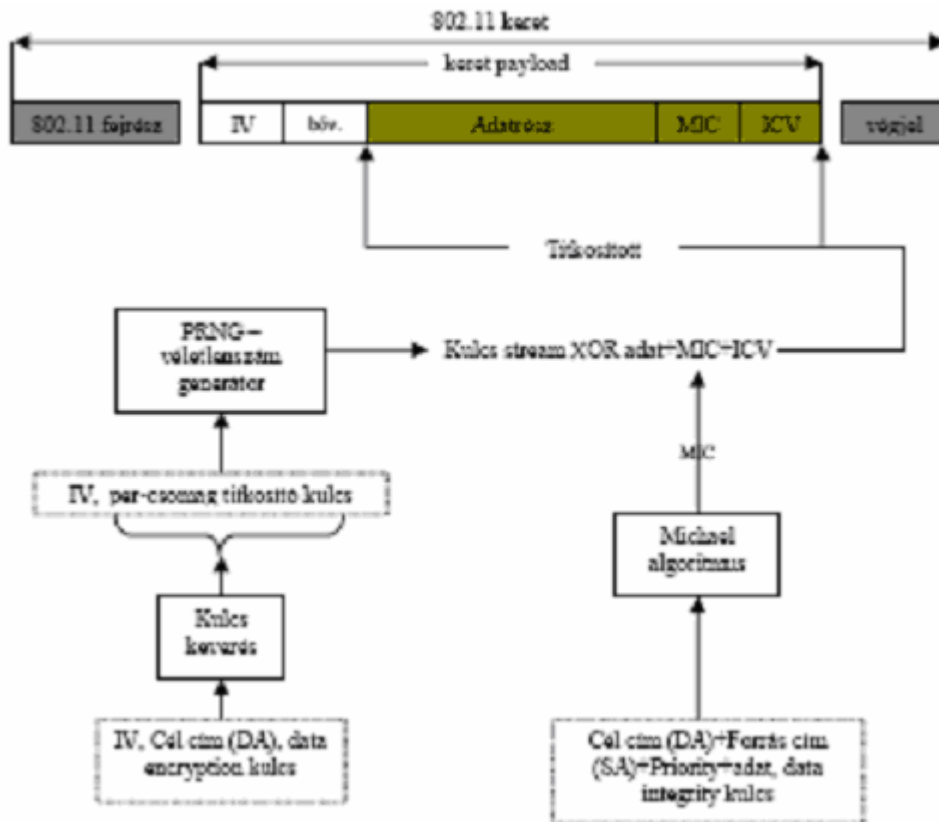 802.11 keret
keret payload
802.11 fejrész
IV
bőv.
Adatrész
MIC
ICV
végjel
Titkosított
PRNG –
véletlenszám
generátor
Kulcs stream XOR adat+MIC+ICV
MIC
IV, per-csomag titkosító kulcs
Michael
algoritmus
Kulcs
keverés
IV, Cél cím (DA), data
encryption kulcs
Cél cím (DA)+Forrás cím
(SA)+Priority+adat, data
integrity kulcs